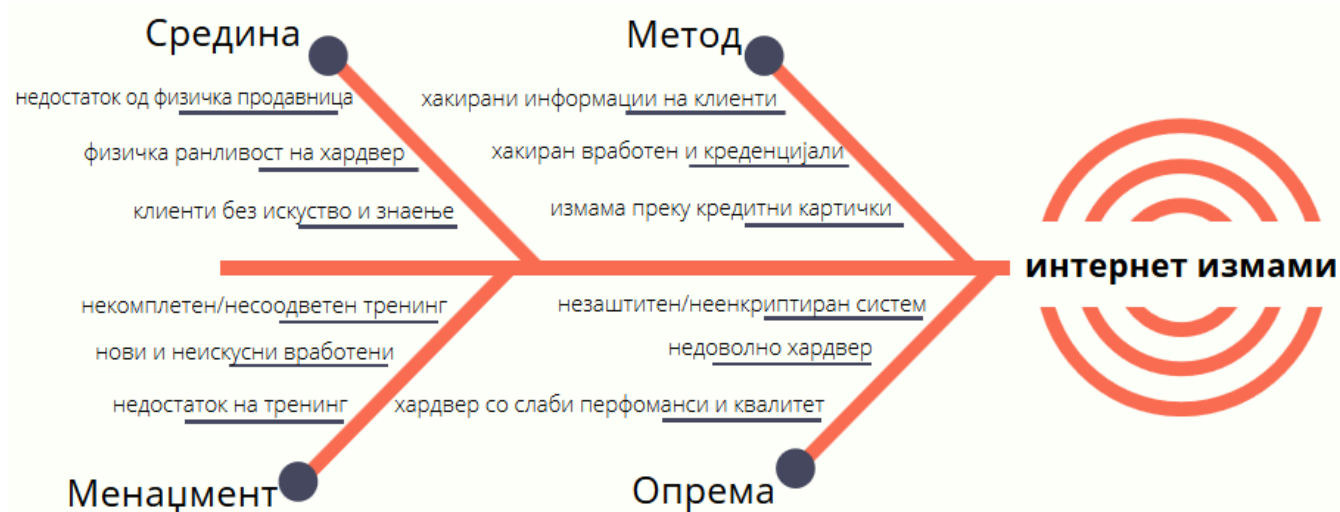 Средина
недостаток од физичка продавница
физичка ранливост на хардвер
клиенти без искуство и знаење
Метод
хакирани информации на клиенти
хакиран вработен и креденцијали
измама преку кредитни картички
интернет измами
некомплетен/несоодветен тренинг
нови и неискусни вработени
недостаток на тренинг
Менаџмент
незаштитен/неенкриптиран систем
недоволно хардвер
хардвер со слаби перфоманси и квалитет
Опрема